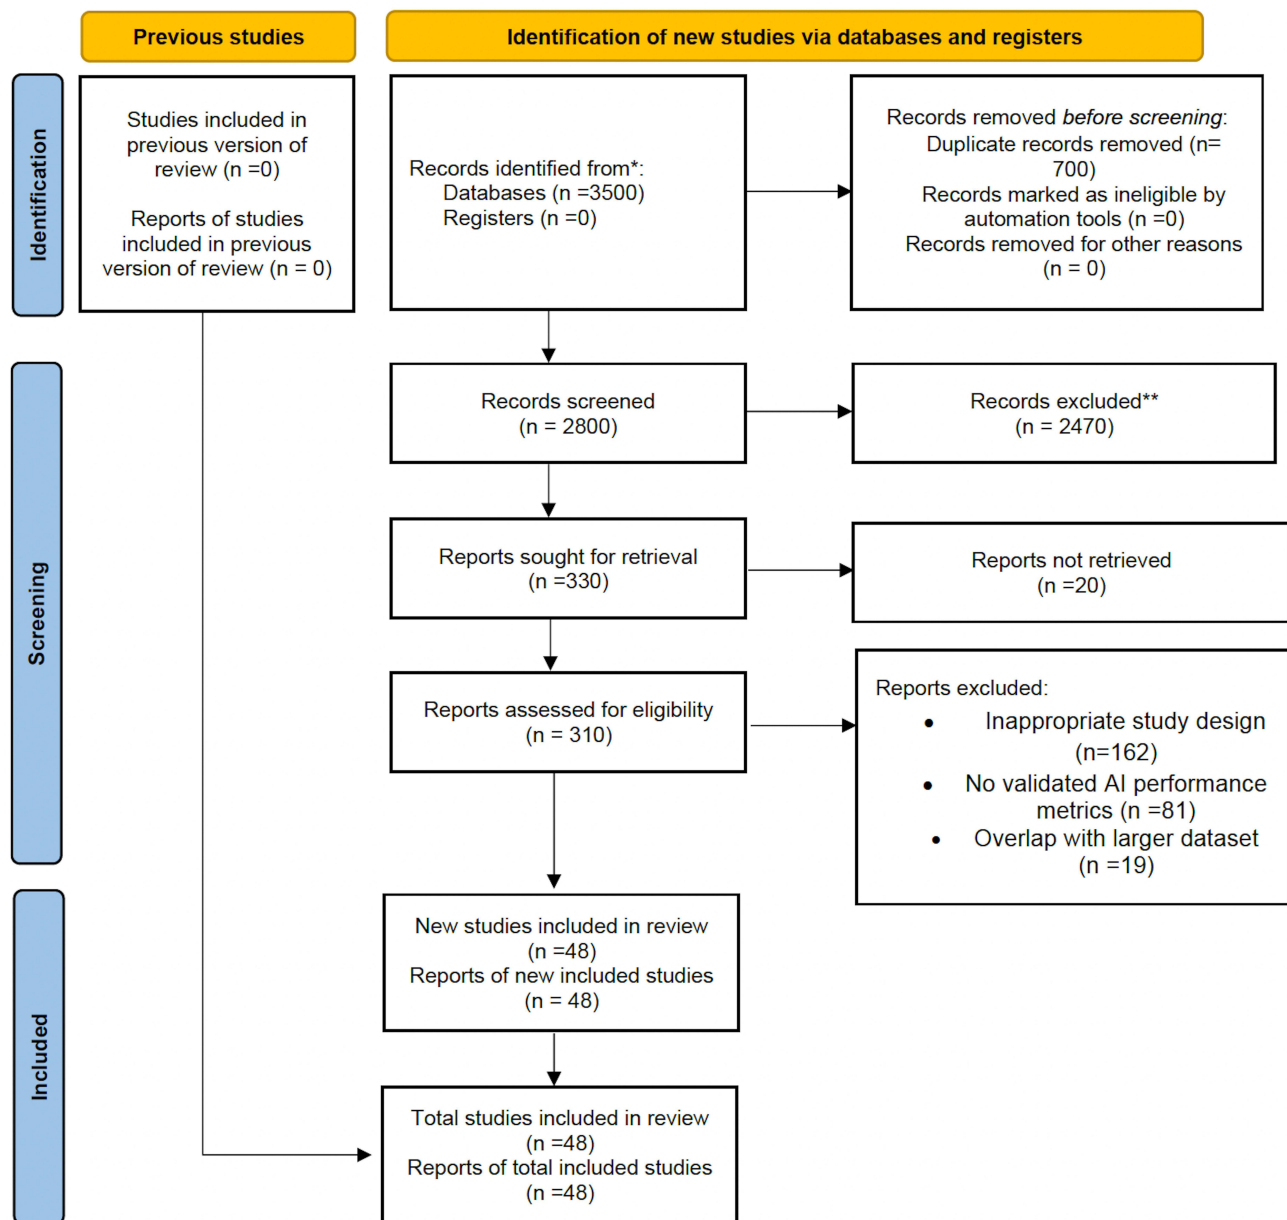 Previous studies
Identification of new studies via databases and registers
Identification
Studies included in
previous version of
review (n =0)
Reports of studies
included in previous
version of review (n = 0)
Records identified from*:
Databases (n =3500)
Registers (n =0)
Records removed before screening:
Duplicate records removed (n=
700)
Records marked as ineligible by
automation tools (n =0)
Records removed for other reasons
(n = 0)
Screening
Records screened
(n = 2800)
Records excluded**
(n = 2470)
Reports sought for retrieval
(n =330)
Reports not retrieved
(n =20)
Reports assessed for eligibility
(n = 310)
Reports excluded:
• Inappropriate study design
(n=162)
• No validated AI performance
metrics (n =81)
• Overlap with larger dataset
(n =19)
Included
New studies included in review
(n =48)
Reports of new included studies
(n = 48)
Total studies included in review
(n =48)
Reports of total included studies
(n =48)